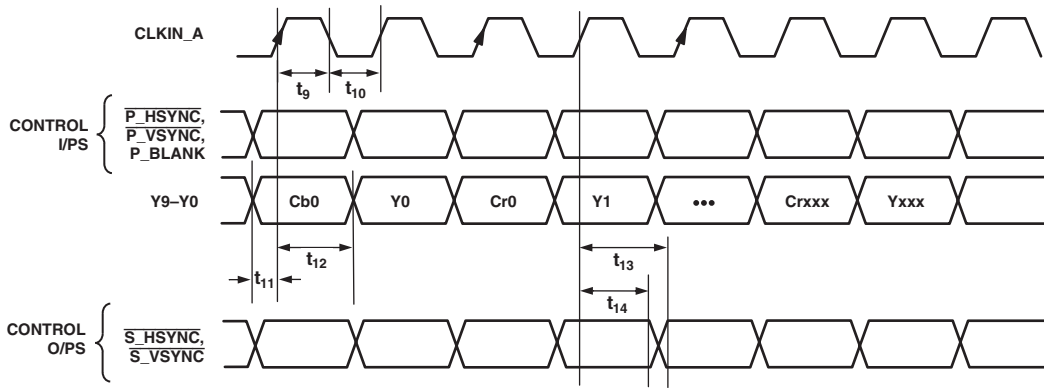 CLKIN_A
t9
t10
CONTROL
I/PS
P_HSYNC,
P_VSYNC,
P_BLANK
Y9–Y0
Cb0
Y0
Cr0
Y1
•••
Crxxx
Yxxx
t12
t11
t13
t14
CONTROL
O/PS
S_HSYNC,
S_VSYNC